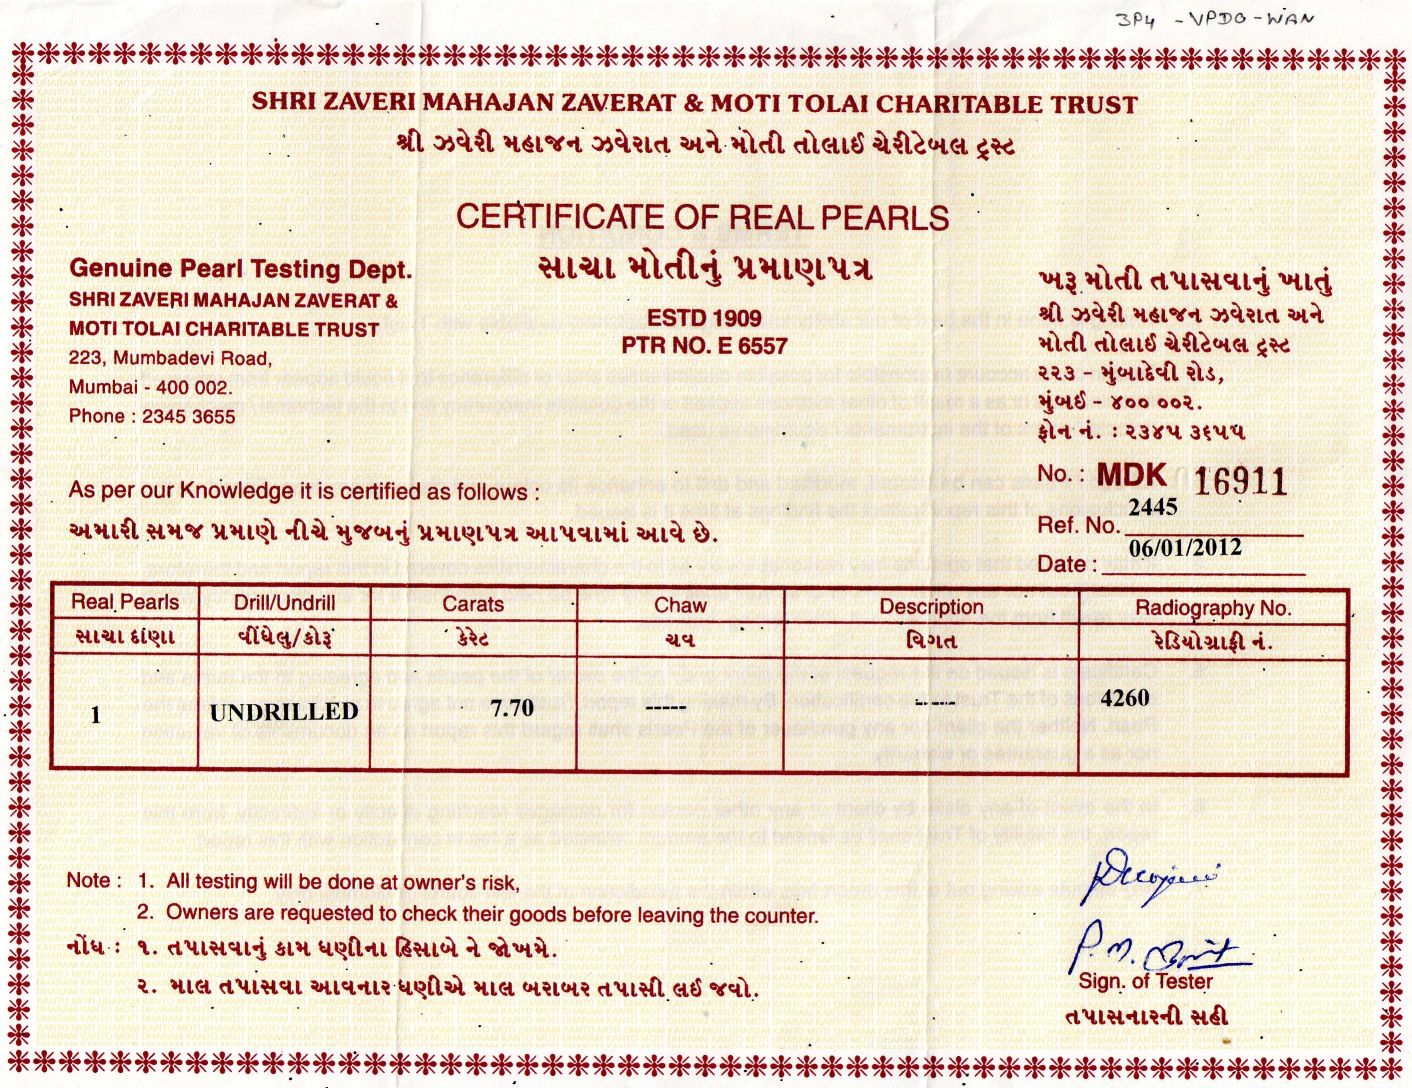 3P4 - VPDG - WAN
SHRI ZAVERI MAHAJAN ZAVERAT & MOTI TOLAI CHARITABLE TRUST
શ્રી ઝવેરી મહાજન ઝવેરાત અને મોતી તોલાઈ ચેરીટેબલ ટ્રસ્ટ
CERTIFICATE OF REAL PEARLS
સાચા મોતીનું પ્રમાણપત્ર
ESTD 1909
PTR NO. E 6557
Genuine Pearl Testing Dept.
SHRI ZAVERI MAHAJAN ZAVERAT &
MOTI TOLAI CHARITABLE TRUST
223, Mumbadevi Road,
Mumbai - 400 002.
Phone : 2345 3655
ખરૂ મોતી તપાસવાનું ખાતું
શ્રી ઝવેરી મહાજન ઝવેરાત અને
મોતી તોલાઈ ચેરીટેબલ ટ્રસ્ટ
૨૨૩ - મુંબાદેવી રોડ,
મુંબઈ - ૪૦૦ ૦૦૨.
ફોન નં. : ૨૩૪૫ ૩૬૫૫
No. : MDK 16911
Ref. No. 2445
Date : 06/01/2012
As per our Knowledge it is certified as follows :
અમારી સમજ પ્રમાણે નીચે મુજબનું પ્રમાણપત્ર આપવામાં આવે છે.
Real Pearls Drill/Undrill Carats Chaw Description Radiography No.
સાચા દાંણા વીંધેલુ/કોરૂ કેરેટ ચવ વિગત રેડિયોગ્રાફી નં.
1 UNDRILLED 7.70 ----- ----- 4260
Note : 1. All testing will be done at owner's risk,
2. Owners are requested to check their goods before leaving the counter.
નોંધ : ૧. તપાસવાનું કામ ધણીના હિસાબે ને જોખમે.
૨. માલ તપાસવા આવનાર ધણીએ માલ બરાબર તપાસી લઈ જવો.
Sign. of Tester
તપાસનારની સહી